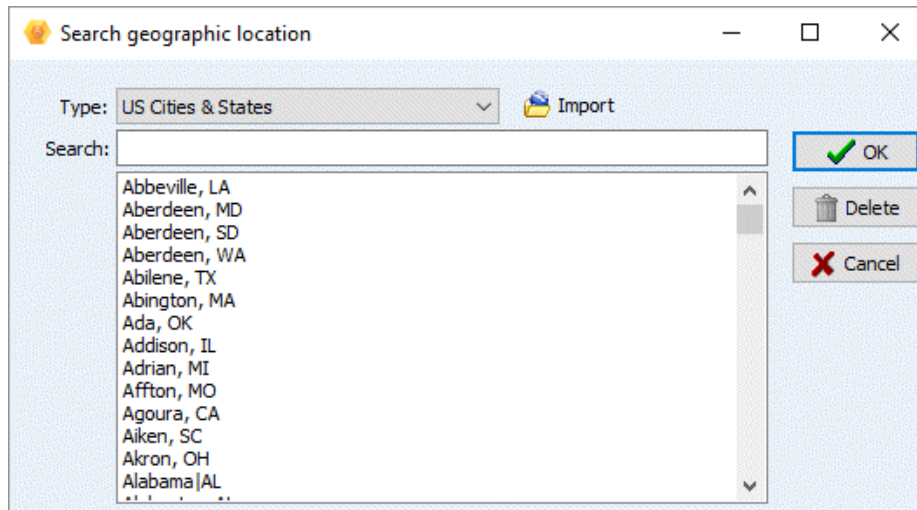 Search geographic location
Type: US Cities & States Import
Search:
OK
Delete
Cancel
Abbeville, LA
Aberdeen, MD
Aberdeen, SD
Aberdeen, WA
Abilene, TX
Abington, MA
Ada, OK
Addison, IL
Adrian, MI
Affton, MO
Agoura, CA
Aiken, SC
Akron, OH
Alabama|AL